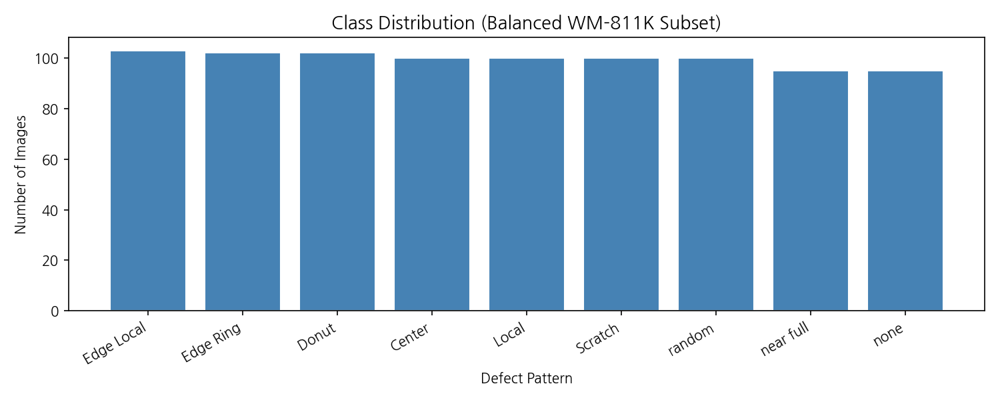 Class Distribution (Balanced WM-811K Subset)
Number of Images
100
80
60
40
20
0
Edge Local
Edge Ring
Donut
Center
Local
Scratch
random
near full
none
Defect Pattern